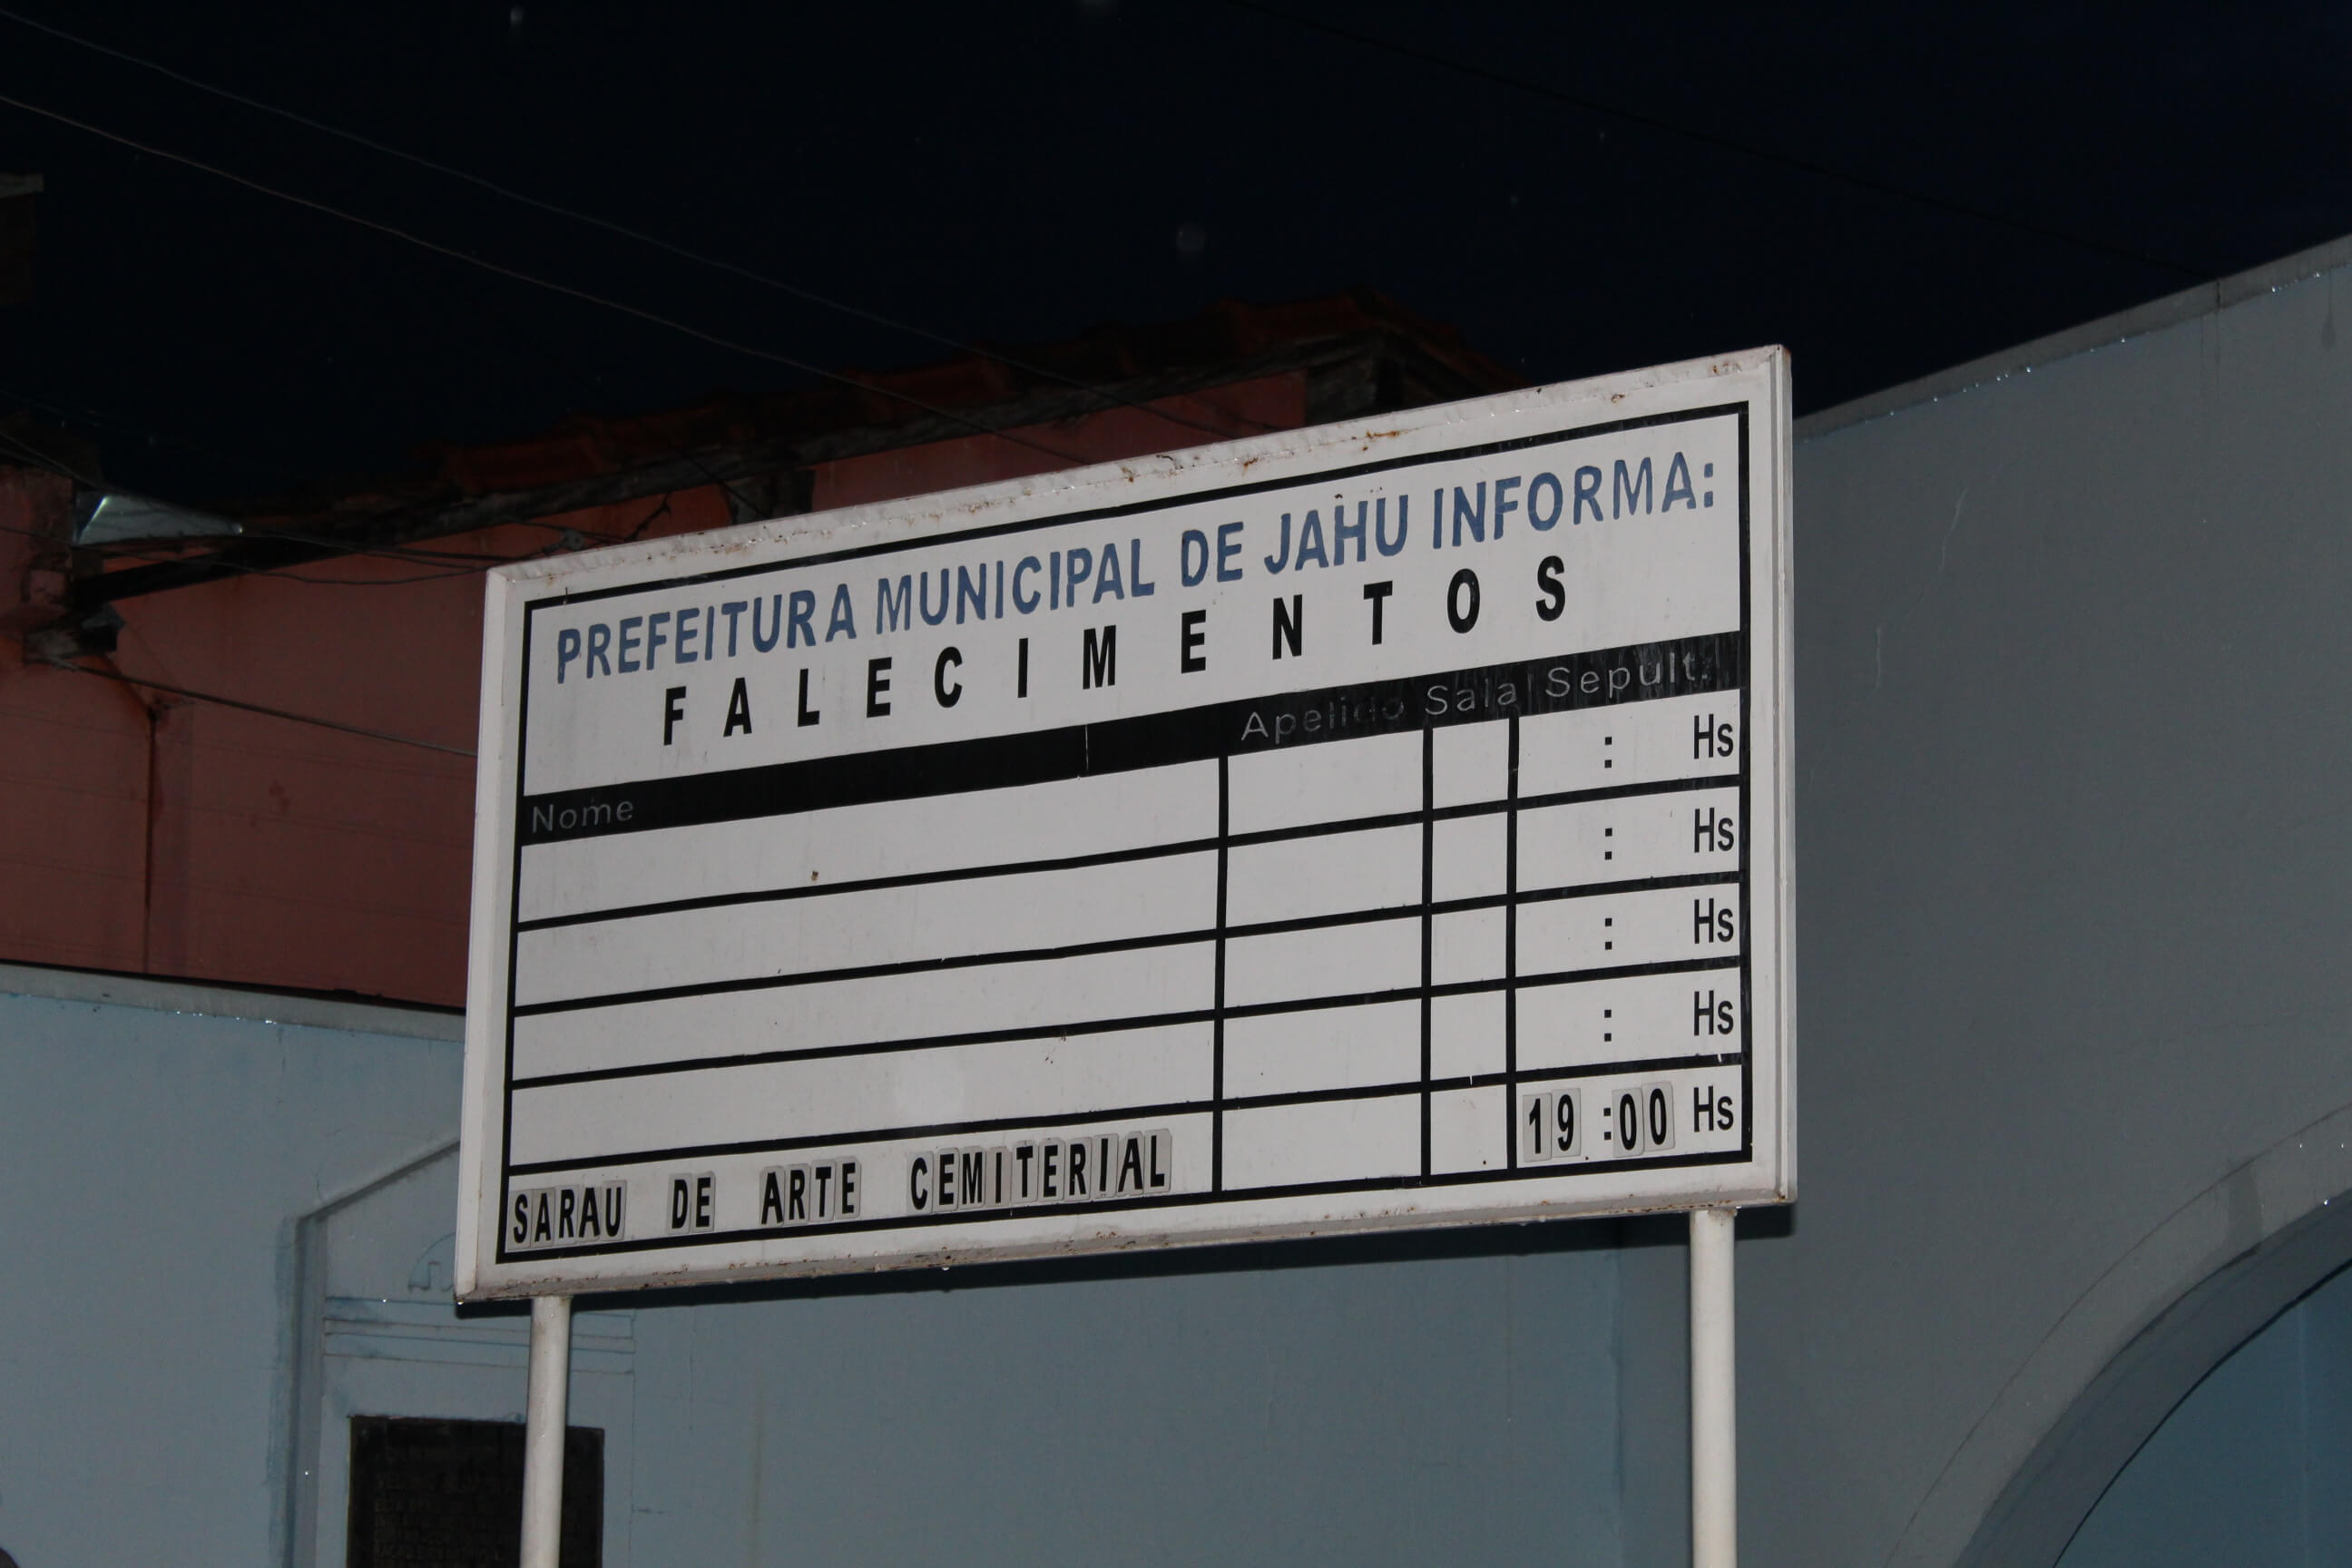 PREFEITURA MUNICIPAL DE JAHU INFORMA:
FALECIMENTOS
Nome Apelido Sala Sepult.
: Hs
: Hs
: Hs
: Hs
SARAU DE ARTE CEMITERIAL 19:00 Hs